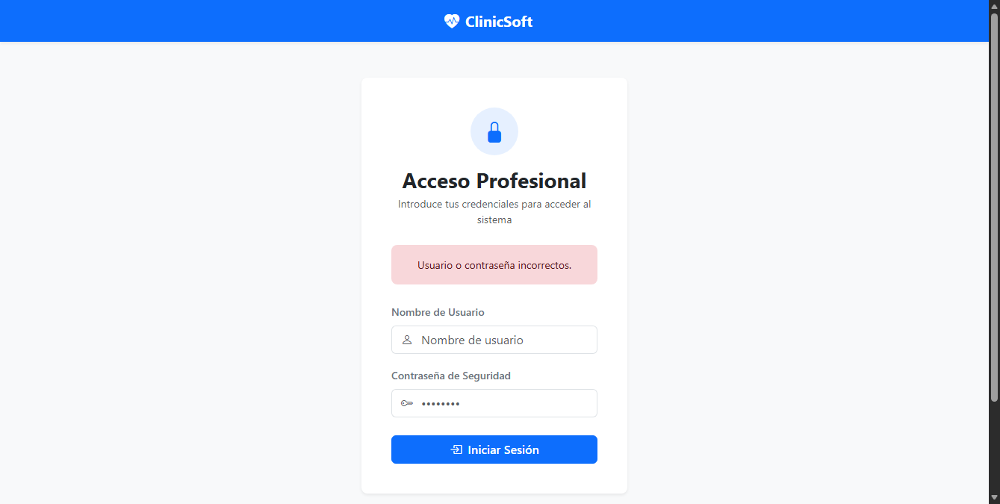 ClinicSoft
Acceso Profesional
Introduce tus credenciales para acceder al
sistema
Usuario o contraseña incorrectos.
Nombre de Usuario
Nombre de usuario
Contraseña de Seguridad
••••••••
Iniciar Sesión